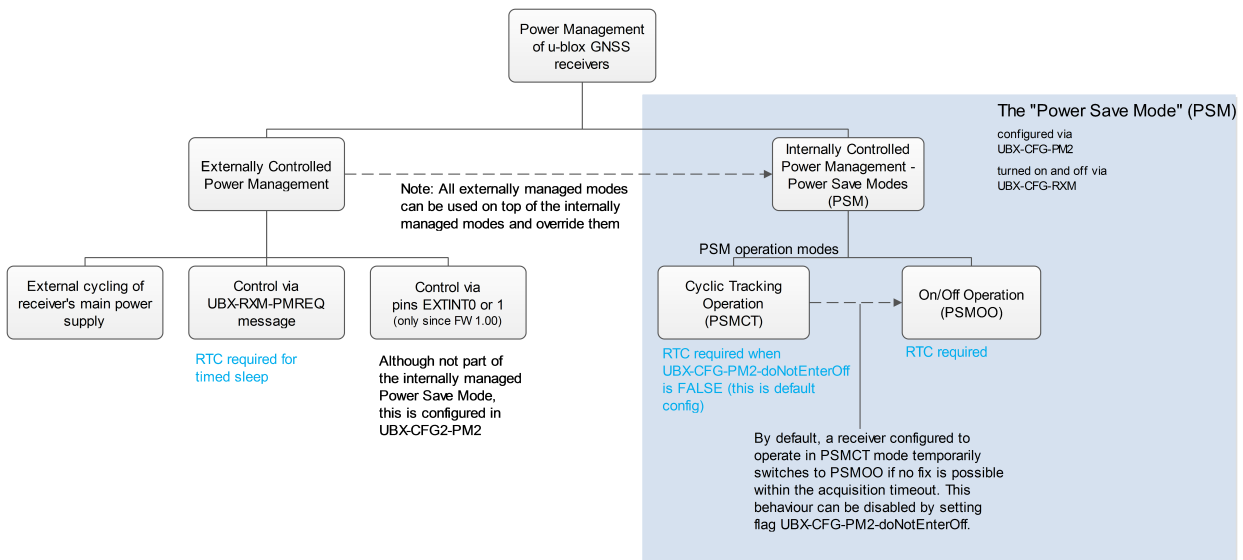 Power Management
of u-blox GNSS
receivers
The "Power Save Mode" (PSM)
configured via
UBX-CFG-PM2
turned on and off via
UBX-CFG-RXM
Externally Controlled
Power Management
Note: All externally managed modes
can be used on top of the internally
managed modes and override them
Internally Controlled
Power Management -
Power Save Modes
(PSM)
PSM operation modes
External cycling of
receiver's main power
supply
Control via
UBX-RXM-PMREQ
message
RTC required for
timed sleep
Control via
pins EXTINT0 or 1
(only since FW 1.00)
Although not part of
the internally managed
Power Save Mode,
this is configured in
UBX-CFG2-PM2
Cyclic Tracking
Operation
(PSMCT)
RTC required when
UBX-CFG-PM2-doNotEnterOff
is FALSE (this is default
config)
On/Off Operation
(PSMOO)
RTC required
By default, a receiver configured to
operate in PSMCT mode temporarily
switches to PSMOO if no fix is possible
within the acquisition timeout. This
behaviour can be disabled by setting
flag UBX-CFG-PM2-doNotEnterOff.